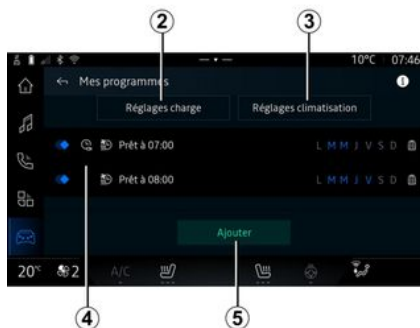 2 3
10°C 07:46
Mes programmes
Réglages charge Réglages climatisation
Prêt à 07:00 L M M J V S D
Prêt à 08:00 L M M J V S D
Ajouter
20°C 2 A/C
4 5